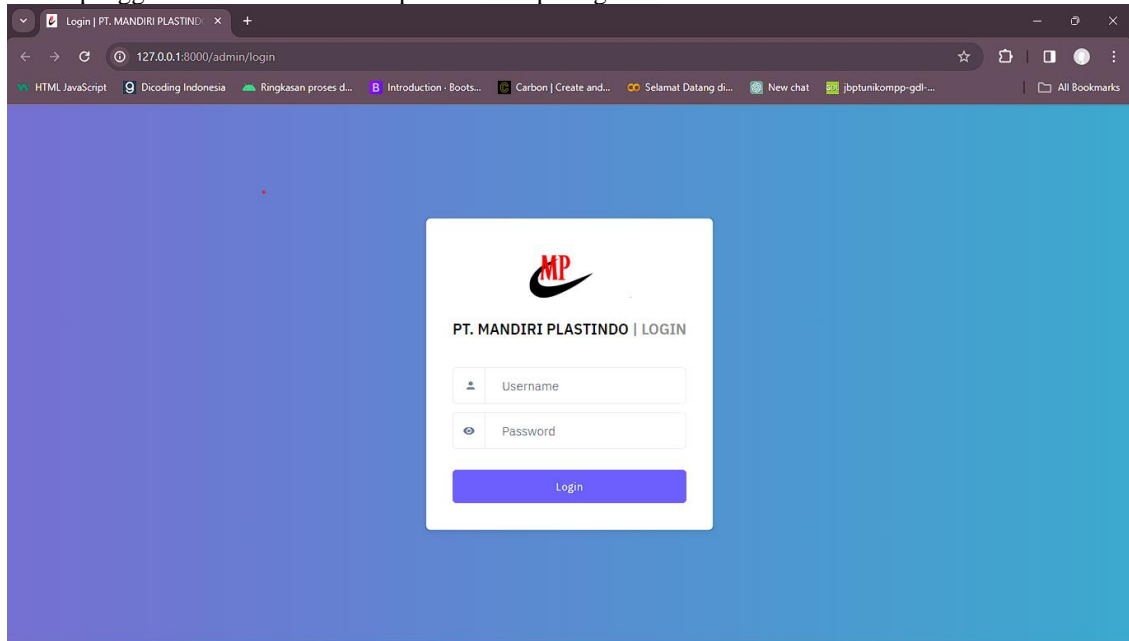 Login | PT. MANDIRI PLASTIND
127.0.0.1:8000/admin/login
HTML JavaScript Dicoding Indonesia Ringkasan proses d... Introduction · Boots... Carbon | Create and... Selamat Datang di... New chat jbptunikompp-gdl-... All Bookmarks
MP
PT. MANDIRI PLASTINDO | LOGIN
Username
Password
Login